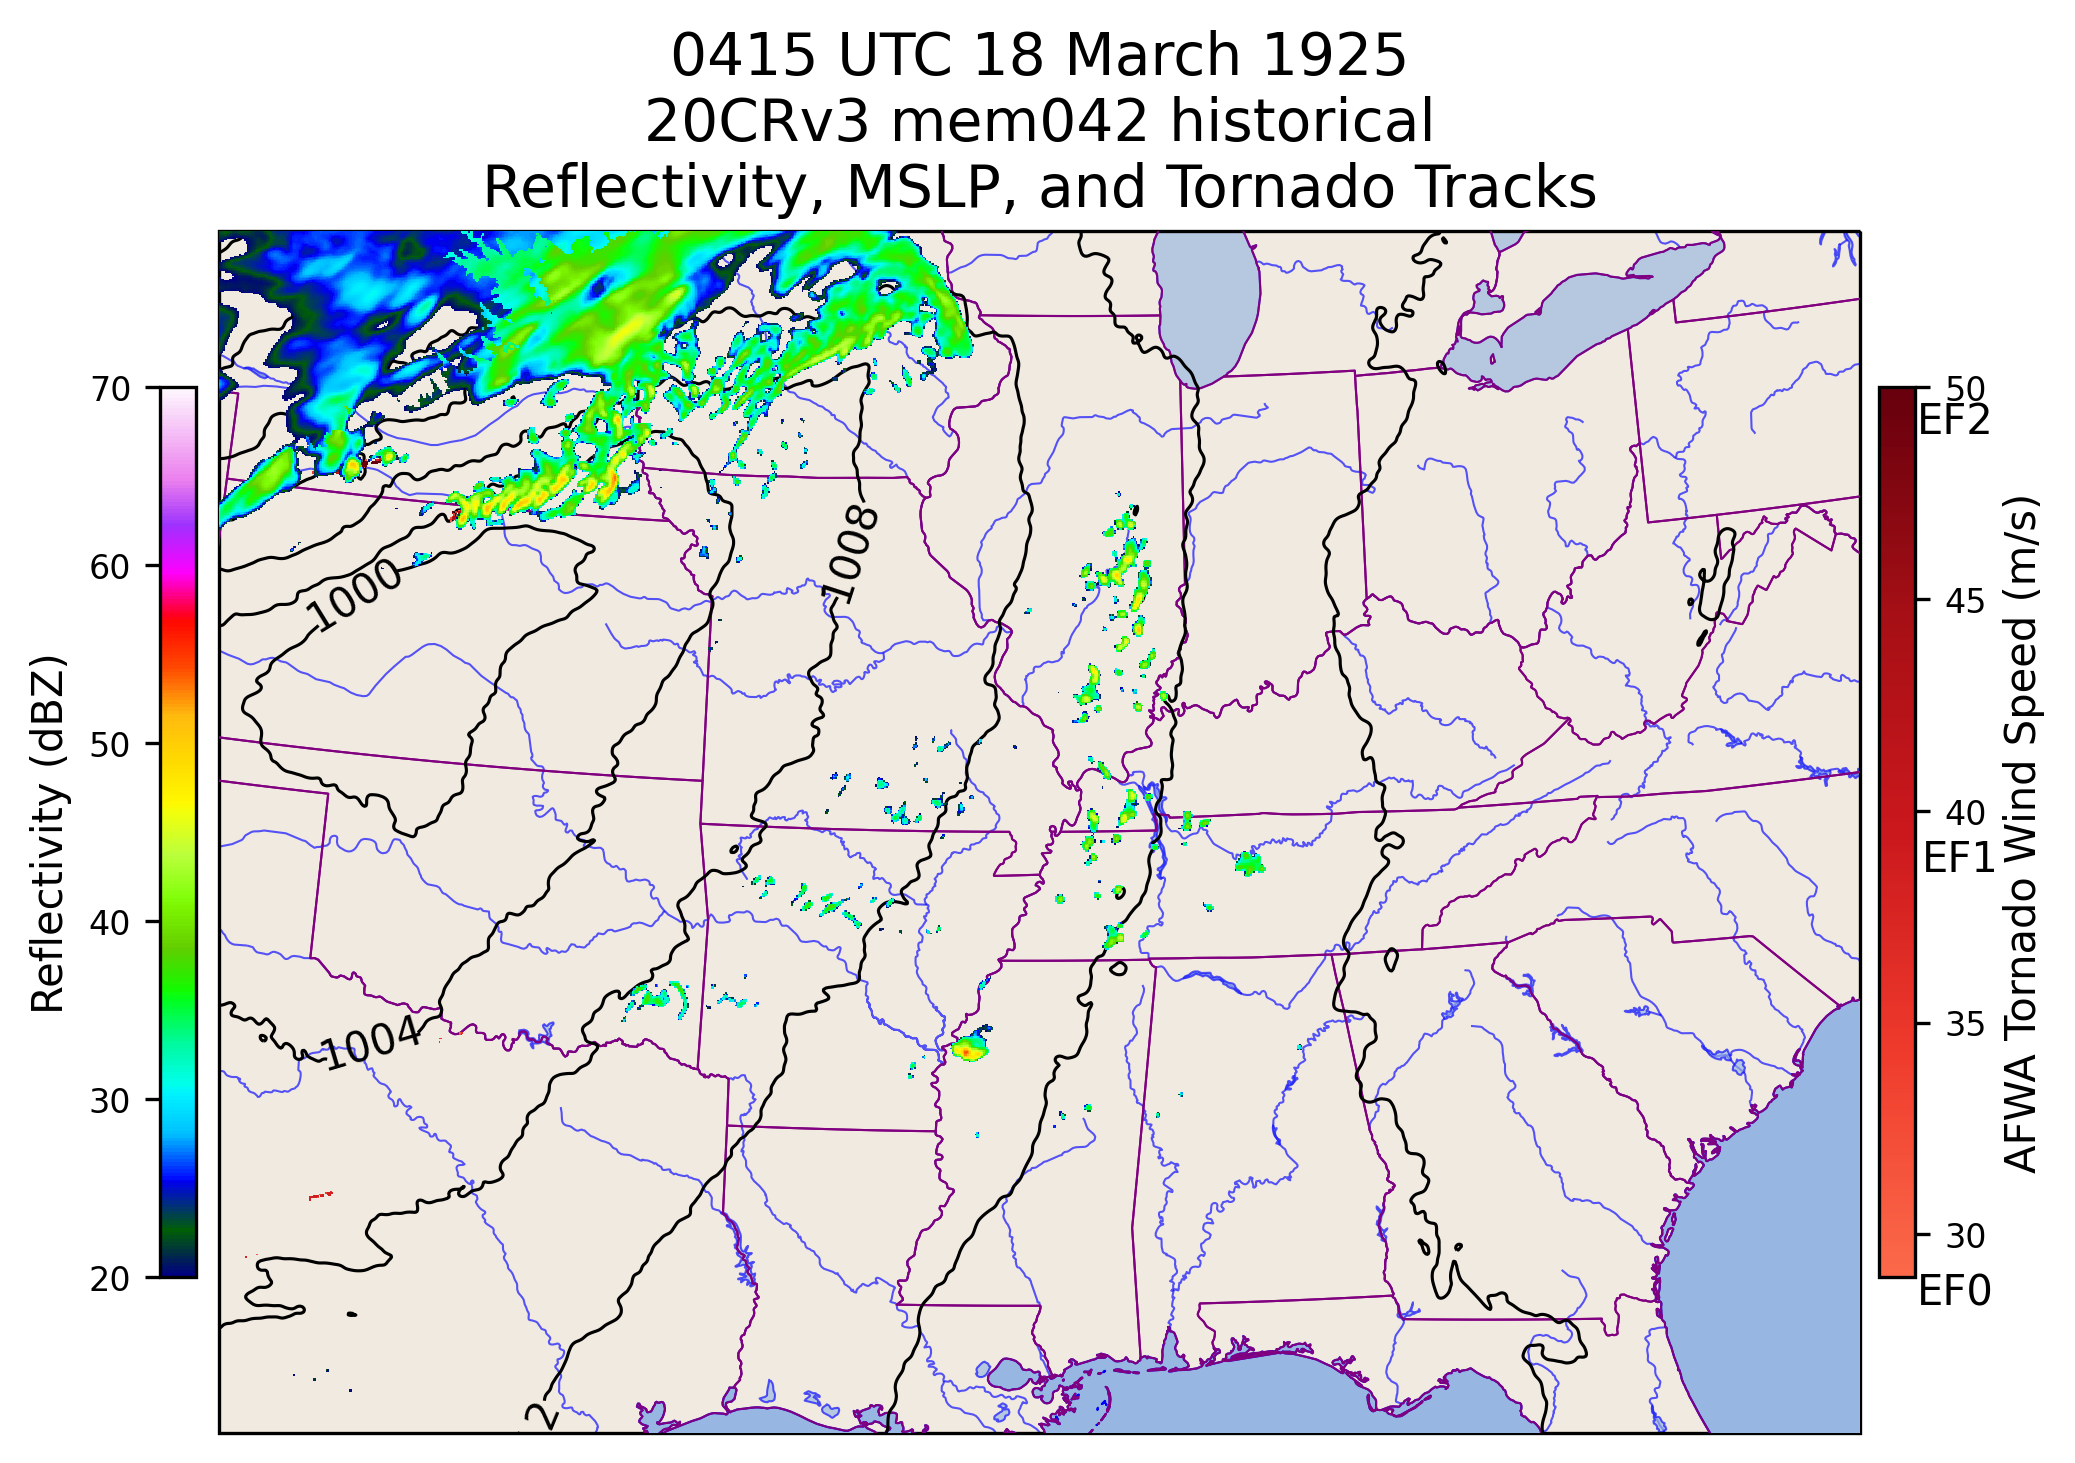 0415 UTC 18 March 1925
20CRv3 mem042 historical
Reflectivity, MSLP, and Tornado Tracks
Reflectivity (dBZ)
70
60
50
40
30
20
1000
1008
1004
2
50
EF2
45
40
EF1
35
30
EF0
AFWA Tornado Wind Speed (m/s)